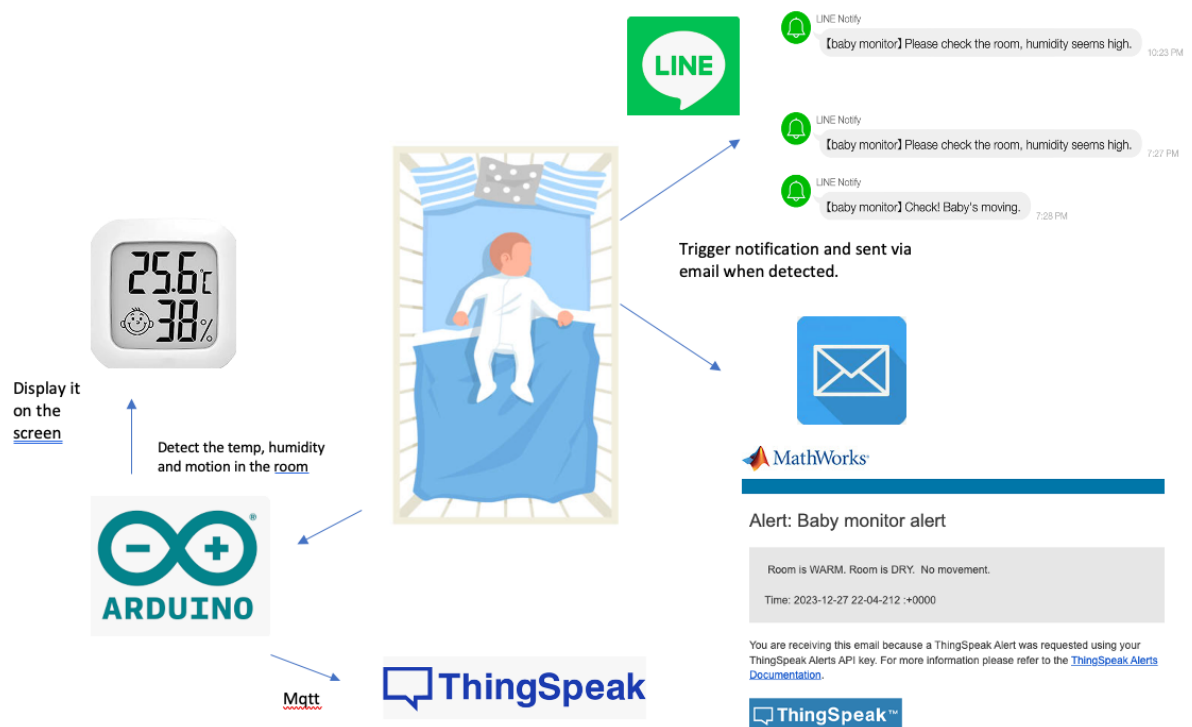 LINE
LINE Notify
【baby monitor】Please check the room, humidity seems high.
10:23 PM
LINE Notify
【baby monitor】Please check the room, humidity seems high.
7:27 PM
LINE Notify
【baby monitor】Check! Baby's moving.
7:28 PM
Trigger notification and sent via
email when detected.
25.6℃
38%
Display it
on the
screen
Detect the temp, humidity
and motion in the room
ARDUINO
®
Mqtt
ThingSpeak
MathWorks®
Alert: Baby monitor alert
Room is WARM. Room is DRY.  No movement.
Time: 2023-12-27 22-04-212 :+0000
You are receiving this email because a ThingSpeak Alert was requested using your
ThingSpeak Alerts API key. For more information please refer to the ThingSpeak Alerts
Documentation.
ThingSpeak™